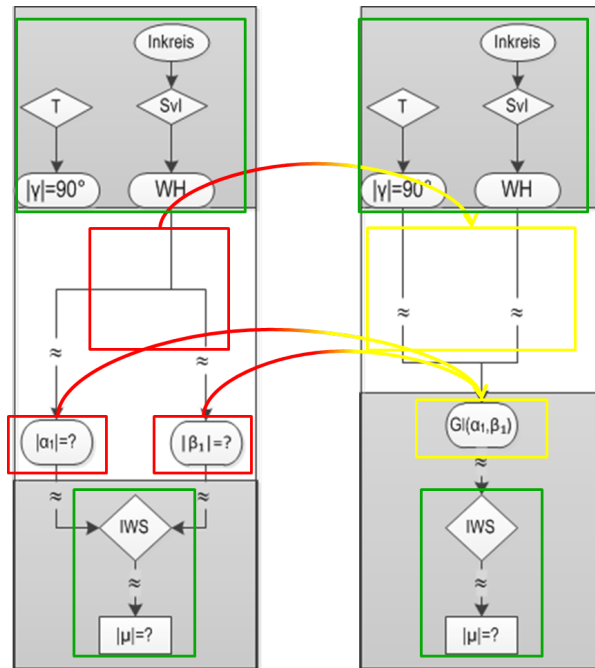 Inkreis
T
SvI
|γ|=90°
WH
≈
≈
|α₁|=?
|β₁|=?
≈
≈
IWS
≈
|μ|=?
Inkreis
T
SvI
|γ|=90°
WH
≈
≈
Gl(α₁,β₁)
≈
IWS
≈
|μ|=?